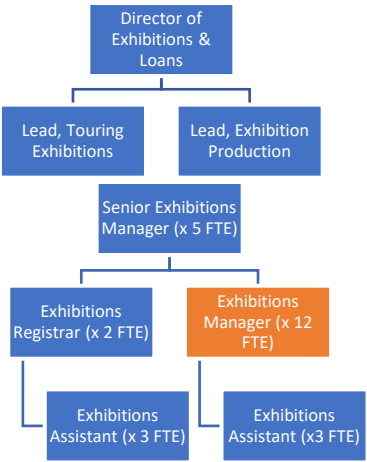 Director of
Exhibitions &
Loans
Lead, Touring
Exhibitions
Lead, Exhibition
Production
Senior Exhibitions
Manager (x 5 FTE)
Exhibitions
Registrar (x 2 FTE)
Exhibitions
Manager (x 12
FTE)
Exhibitions
Assistant (x 3 FTE)
Exhibitions
Assistant (x3 FTE)